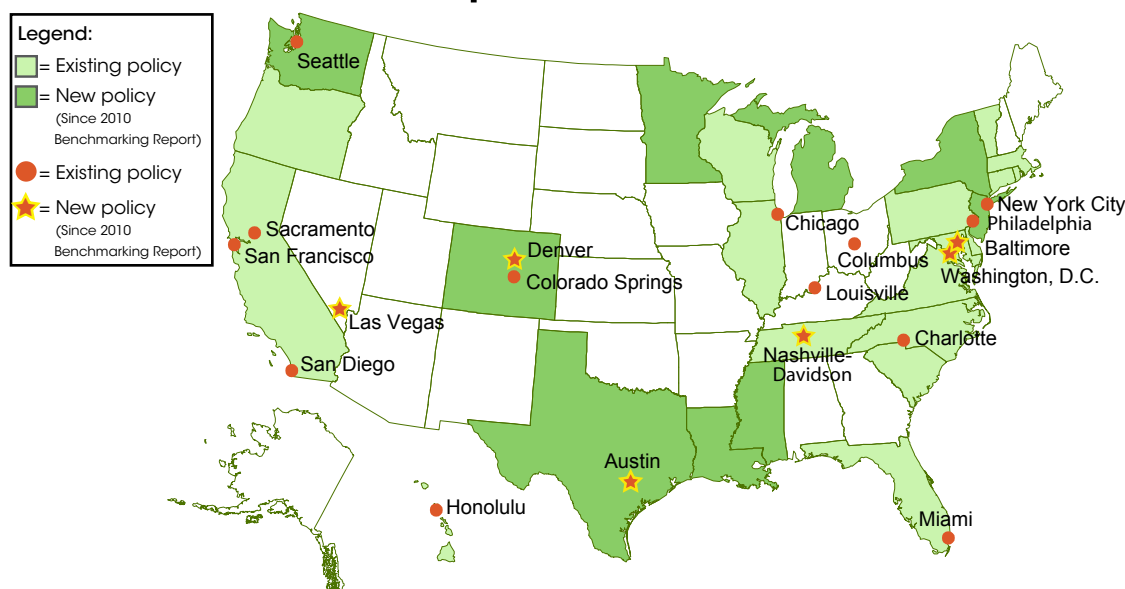 Legend:
= Existing policy
= New policy
(Since 2010
Benchmarking Report)
= Existing policy
= New policy
(Since 2010
Benchmarking Report)
Seattle
Sacramento
San Francisco
Denver
Colorado Springs
Las Vegas
San Diego
Chicago
Columbus
Louisville
New York City
Philadelphia
Baltimore
Washington, D.C.
Charlotte
Nashville-
Davidson
Austin
Honolulu
Miami